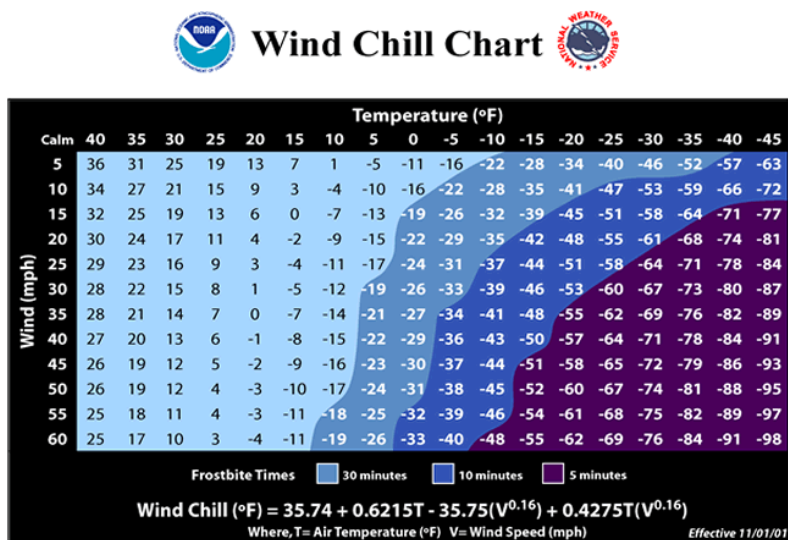 NOAA
NATIONAL OCEANIC AND ATMOSPHERIC ADMINISTRATION
U.S. DEPARTMENT OF COMMERCE
Wind Chill Chart
NATIONAL WEATHER SERVICE
Temperature (ºF)
Calm 40 35 30 25 20 15 10 5 0 -5 -10 -15 -20 -25 -30 -35 -40 -45
Wind (mph)
5 36 31 25 19 13 7 1 -5 -11 -16 -22 -28 -34 -40 -46 -52 -57 -63
10 34 27 21 15 9 3 -4 -10 -16 -22 -28 -35 -41 -47 -53 -59 -66 -72
15 32 25 19 13 6 0 -7 -13 -19 -26 -32 -39 -45 -51 -58 -64 -71 -77
20 30 24 17 11 4 -2 -9 -15 -22 -29 -35 -42 -48 -55 -61 -68 -74 -81
25 29 23 16 9 3 -4 -11 -17 -24 -31 -37 -44 -51 -58 -64 -71 -78 -84
30 28 22 15 8 1 -5 -12 -19 -26 -33 -39 -46 -53 -60 -67 -73 -80 -87
35 28 21 14 7 0 -7 -14 -21 -27 -34 -41 -48 -55 -62 -69 -76 -82 -89
40 27 20 13 6 -1 -8 -15 -22 -29 -36 -43 -50 -57 -64 -71 -78 -84 -91
45 26 19 12 5 -2 -9 -16 -23 -30 -37 -44 -51 -58 -65 -72 -79 -86 -93
50 26 19 12 4 -3 -10 -17 -24 -31 -38 -45 -52 -60 -67 -74 -81 -88 -95
55 25 18 11 4 -3 -11 -18 -25 -32 -39 -46 -54 -61 -68 -75 -82 -89 -97
60 25 17 10 3 -4 -11 -19 -26 -33 -40 -48 -55 -62 -69 -76 -84 -91 -98
Frostbite Times 30 minutes 10 minutes 5 minutes
Wind Chill (ºF) = 35.74 + 0.6215T - 35.75(V^0.16) + 0.4275T(V^0.16)
Where, T= Air Temperature (ºF) V= Wind Speed (mph)
Effective 11/01/01